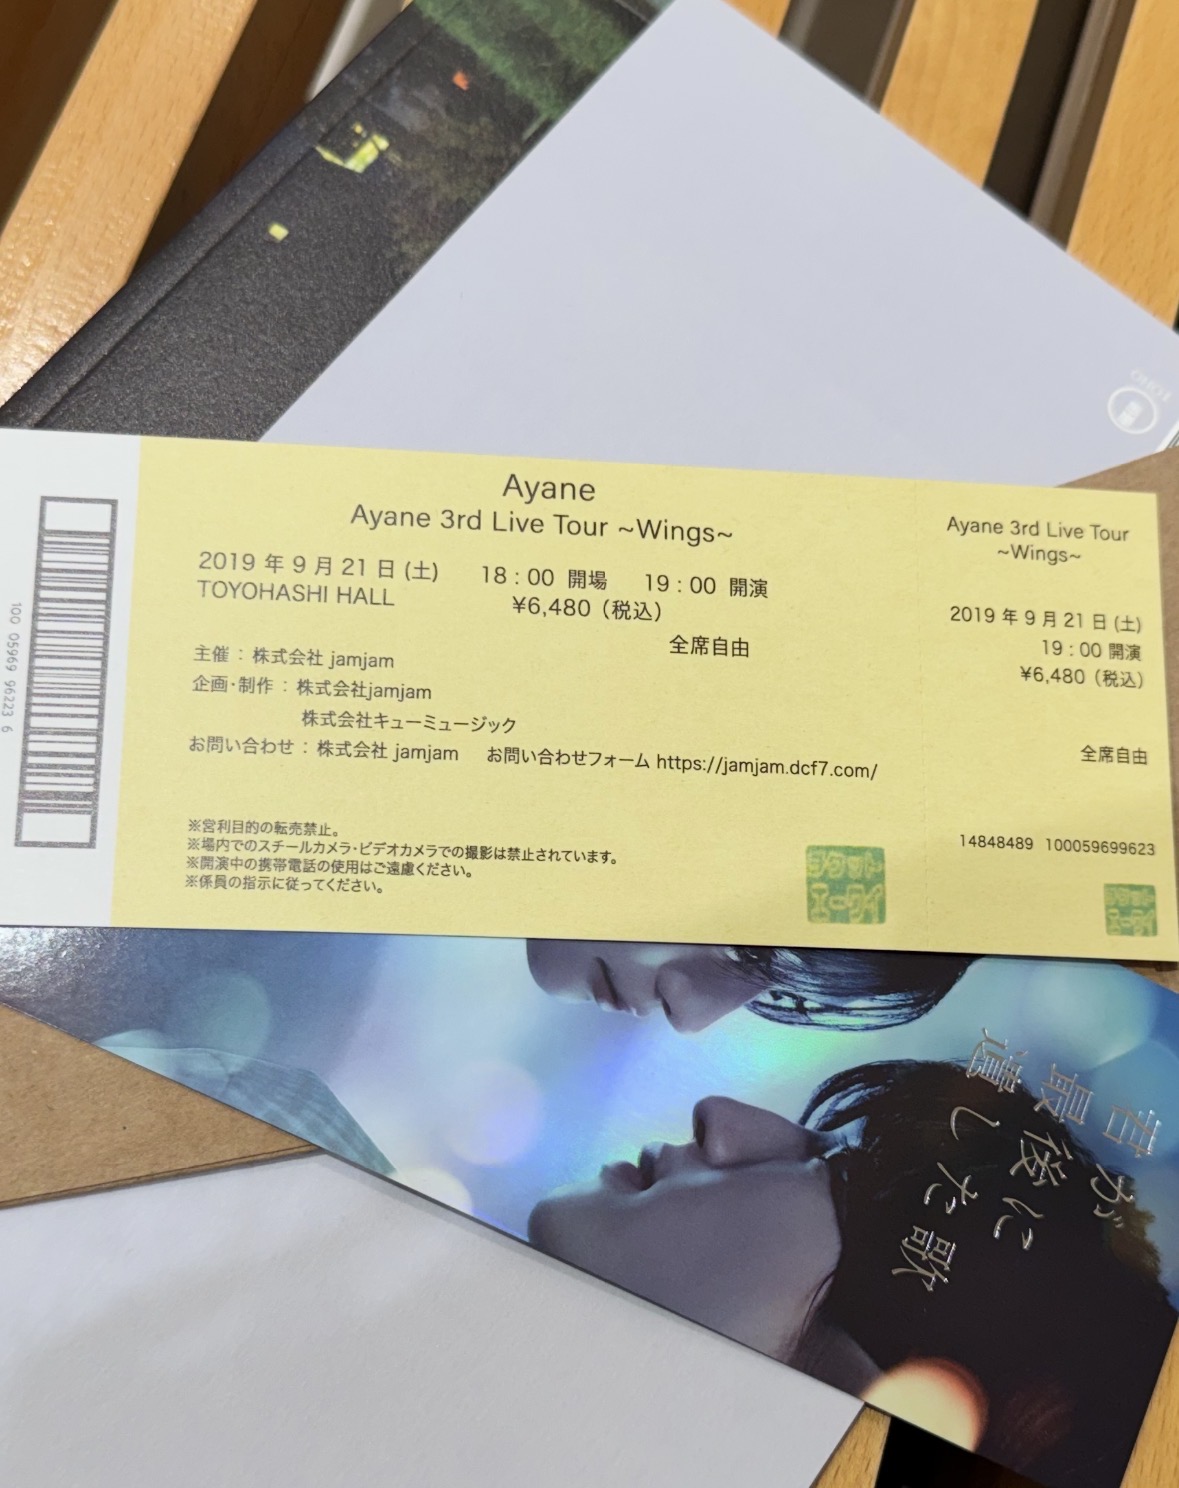 TOHO
Ayane
Ayane 3rd Live Tour ~Wings~
2019 年 9 月 21 日 (土) 18 : 00 開場 19 : 00 開演
TOYOHASHI HALL ¥6,480（税込）
全席自由
主催 : 株式会社 jamjam
企画・制作 : 株式会社jamjam
株式会社キューミュージック
お問い合わせ : 株式会社 jamjam お問い合わせフォーム https://jamjam.dcf7.com/
※営利目的の転売禁止。
※場内でのスチールカメラ・ビデオカメラでの撮影は禁止されています。
※開演中の携帯電話の使用はご遠慮ください。
※係員の指示に従ってください。
100 05969 96223 6
Ayane 3rd Live Tour
~Wings~
2019 年 9 月 21 日 (土)
19 : 00 開演
¥6,480（税込）
全席自由
14848489 100059699623
君が
最後に
遺した
歌